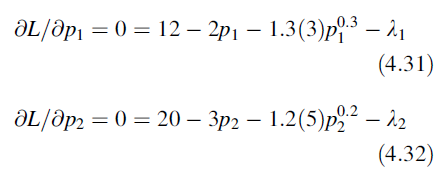 ∂L/∂p₁ = 0 = 12 – 2p₁ – 1.3(3)p₁^0.3 – λ₁
(4.31)
∂L/∂p₂ = 0 = 20 – 3p₂ – 1.2(5)p₂^0.2 – λ₂
(4.32)